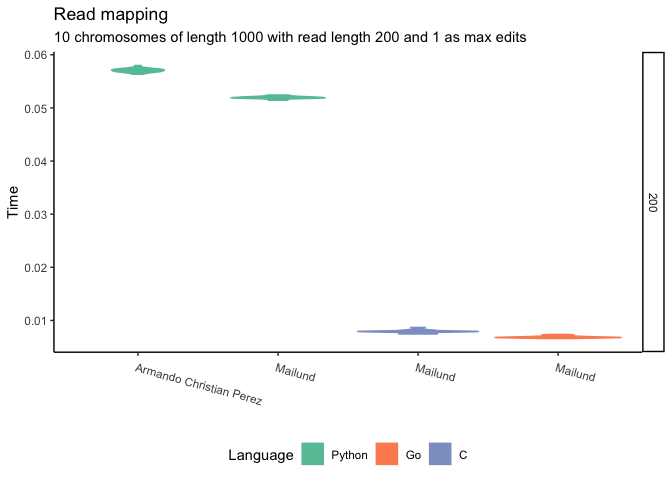 Read mapping
10 chromosomes of length 1000 with read length 200 and 1 as max edits
0.06
0.05
0.04
0.03
0.02
0.01
Time
200
Armando Christian Perez
Mailund
Mailund
Mailund
Language
Python
Go
C